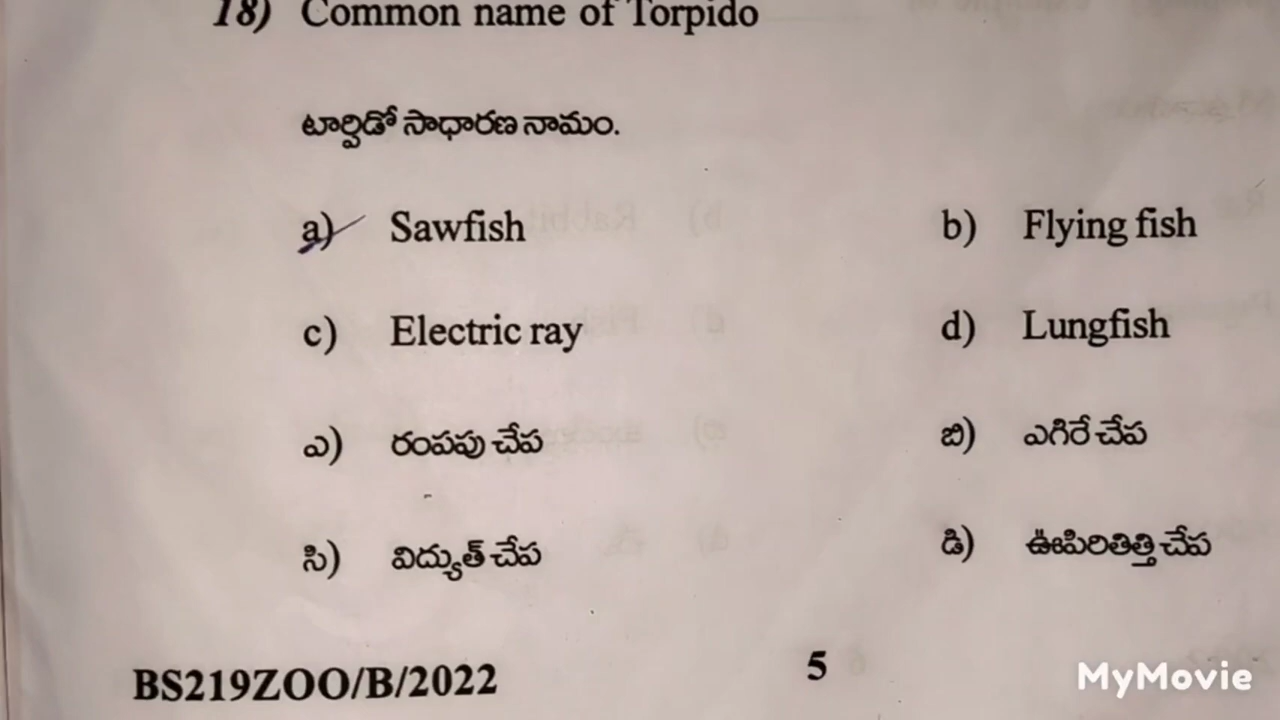 18) Common name of Torpido
టార్పిడో సాధారణ నామం.
a) Sawfish b) Flying fish
c) Electric ray d) Lungfish
ఎ) రంపపు చేప బి) ఎగిరే చేప
సి) విద్యుత్ చేప డి) ఊపిరితిత్తి చేప
BS219ZOO/B/2022 5
MyMovie